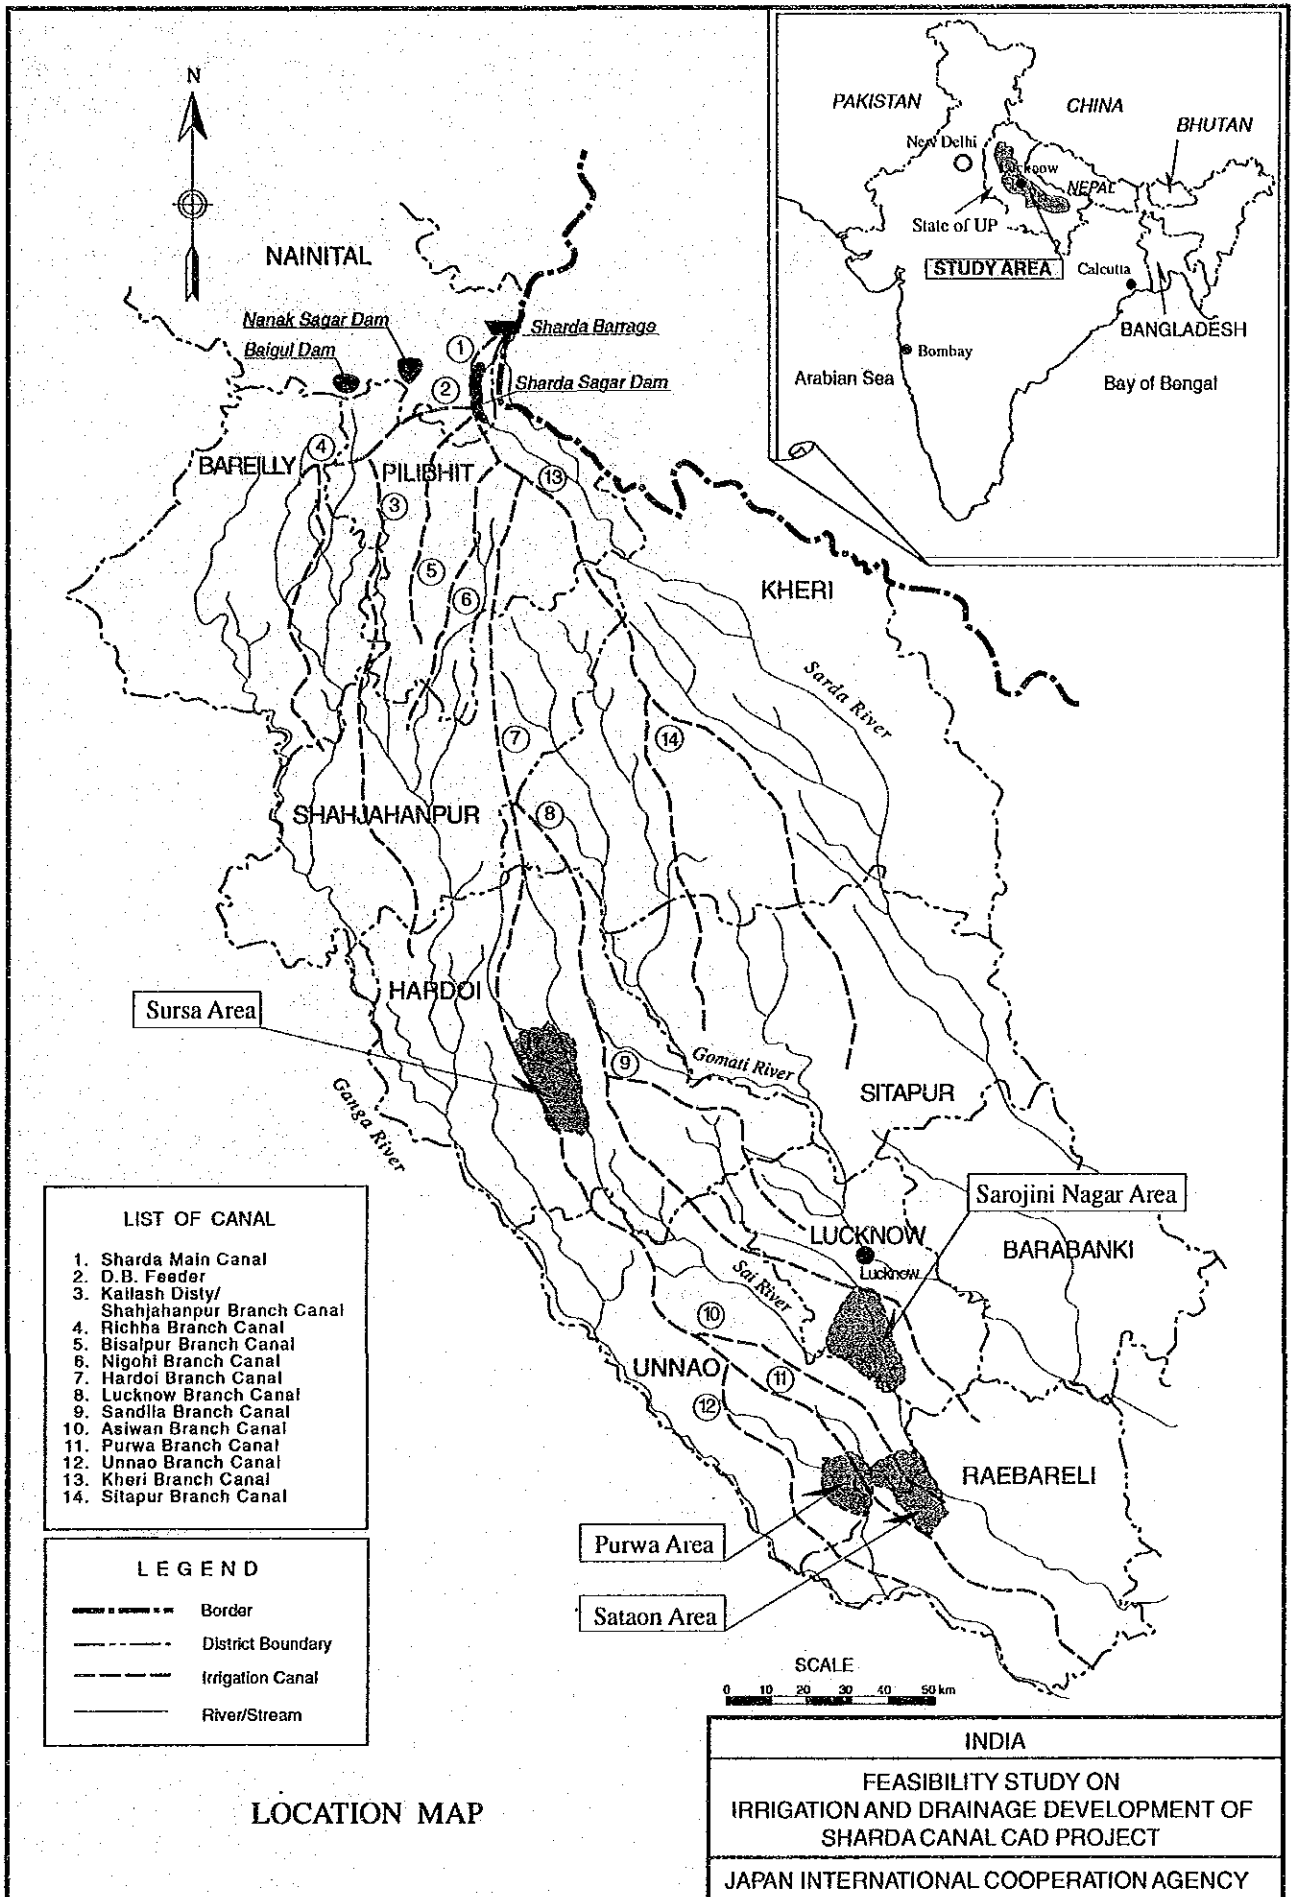 N
PAKISTAN
CHINA
BHUTAN
New Delhi
Lucknow
NEPAL
State of UP
STUDY AREA
Calcutta
BANGLADESH
Bombay
Arabian Sea
Bay of Bengal
NAINITAL
Nanak Sagar Dam
Baigul Dam
Sharda Barrage
Sharda Sagar Dam
1
2
4
BAREILLY
PILIBHIT
3
13
5
6
KHERI
Sarda River
7
14
SHAHJAHANPUR
8
HARDOI
Sursa Area
9
Gomati River
SITAPUR
Ganga River
Sarojini Nagar Area
LUCKNOW
Lucknow
BARABANKI
Sai River
10
UNNAO
11
12
RAEBARELI
Purwa Area
Sataon Area
LIST OF CANAL
1. Sharda Main Canal
2. D.B. Feeder
3. Kailash Disty/
Shahjahanpur Branch Canal
4. Richha Branch Canal
5. Bisalpur Branch Canal
6. Nigohi Branch Canal
7. Hardoi Branch Canal
8. Lucknow Branch Canal
9. Sandila Branch Canal
10. Asiwan Branch Canal
11. Purwa Branch Canal
12. Unnao Branch Canal
13. Kheri Branch Canal
14. Sitapur Branch Canal
LEGEND
Border
District Boundary
Irrigation Canal
River/Stream
SCALE
0 10 20 30 40 50 km
LOCATION MAP
INDIA
FEASIBILITY STUDY ON
IRRIGATION AND DRAINAGE DEVELOPMENT OF
SHARDA CANAL CAD PROJECT
JAPAN INTERNATIONAL COOPERATION AGENCY